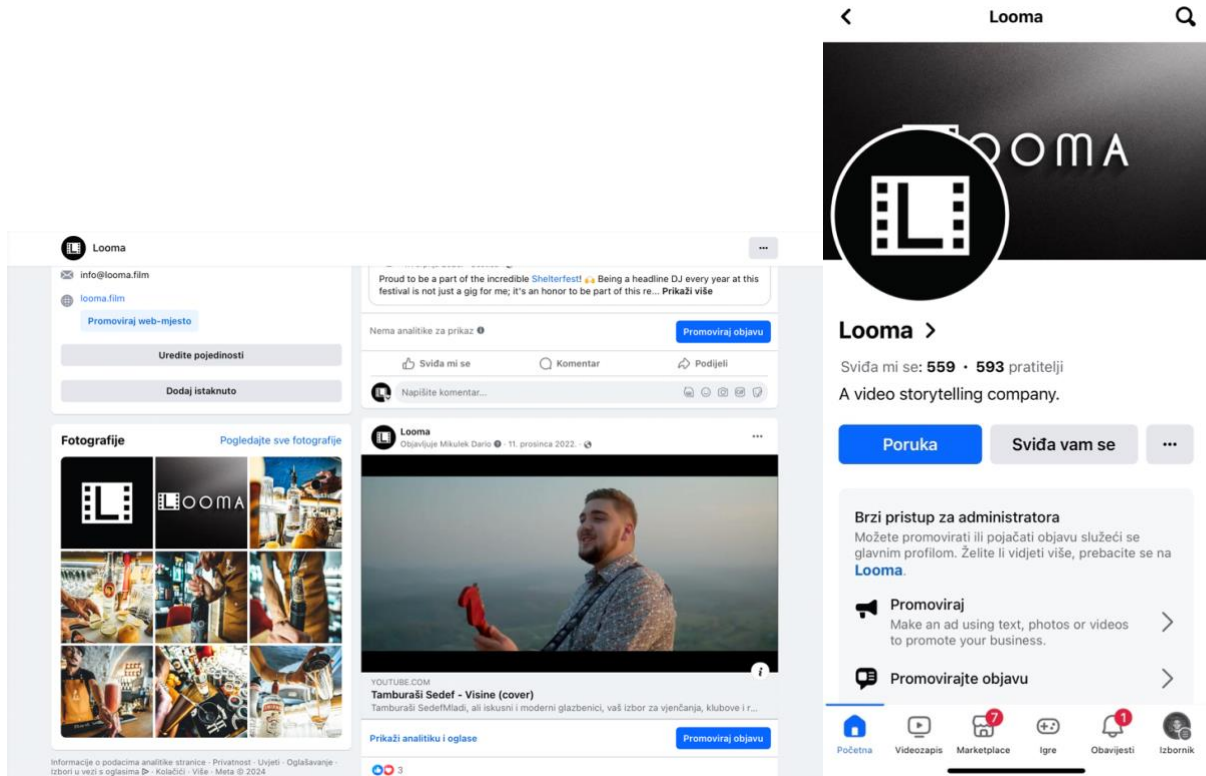 Looma
...
info@looma.film
looma.film
Promoviraj web-mjesto
Uredite pojedinosti
Dodaj istaknuto
Fotografije
Pogledajte sve fotografije
L
LOOMA
Informacije o podacima analitike stranice · Privatnost · Uvjeti · Oglašavanje ·
Izbori u vezi s oglasima · Kolačići · Više · Meta © 2024
Proud to be a part of the incredible Shelterfest! 🙌 Being a headline DJ every year at this
festival is not just a gig for me; it's an honor to be part of this re... Prikaži više
Nema analitike za prikaz
Promoviraj objavu
Sviđa mi se
Komentar
Podijeli
Napišite komentar...
Looma
Objavljuje Mikulek Dario · 11. prosinca 2022. ·
...
YOUTUBE.COM
Tamburaši Sedef - Visine (cover)
Tamburaši SedefMladi, ali iskusni i moderni glazbenici, vaš izbor za vjenčanja, klubove i r...
Prikaži analitiku i oglase
Promoviraj objavu
3
Looma
LOOMA
L
Looma >
Sviđa mi se: 559 · 593 pratitelji
A video storytelling company.
Poruka
Sviđa vam se
...
Brzi pristup za administratora
Možete promovirati ili pojačati objavu služeći se
glavnim profilom. Želite li vidjeti više, prebacite se na
Looma.
Promoviraj
Make an ad using text, photos or videos
to promote your business.
Promovirajte objavu
7
1
Početna
Videozapis
Marketplace
Igre
Obavijesti
Izbornik